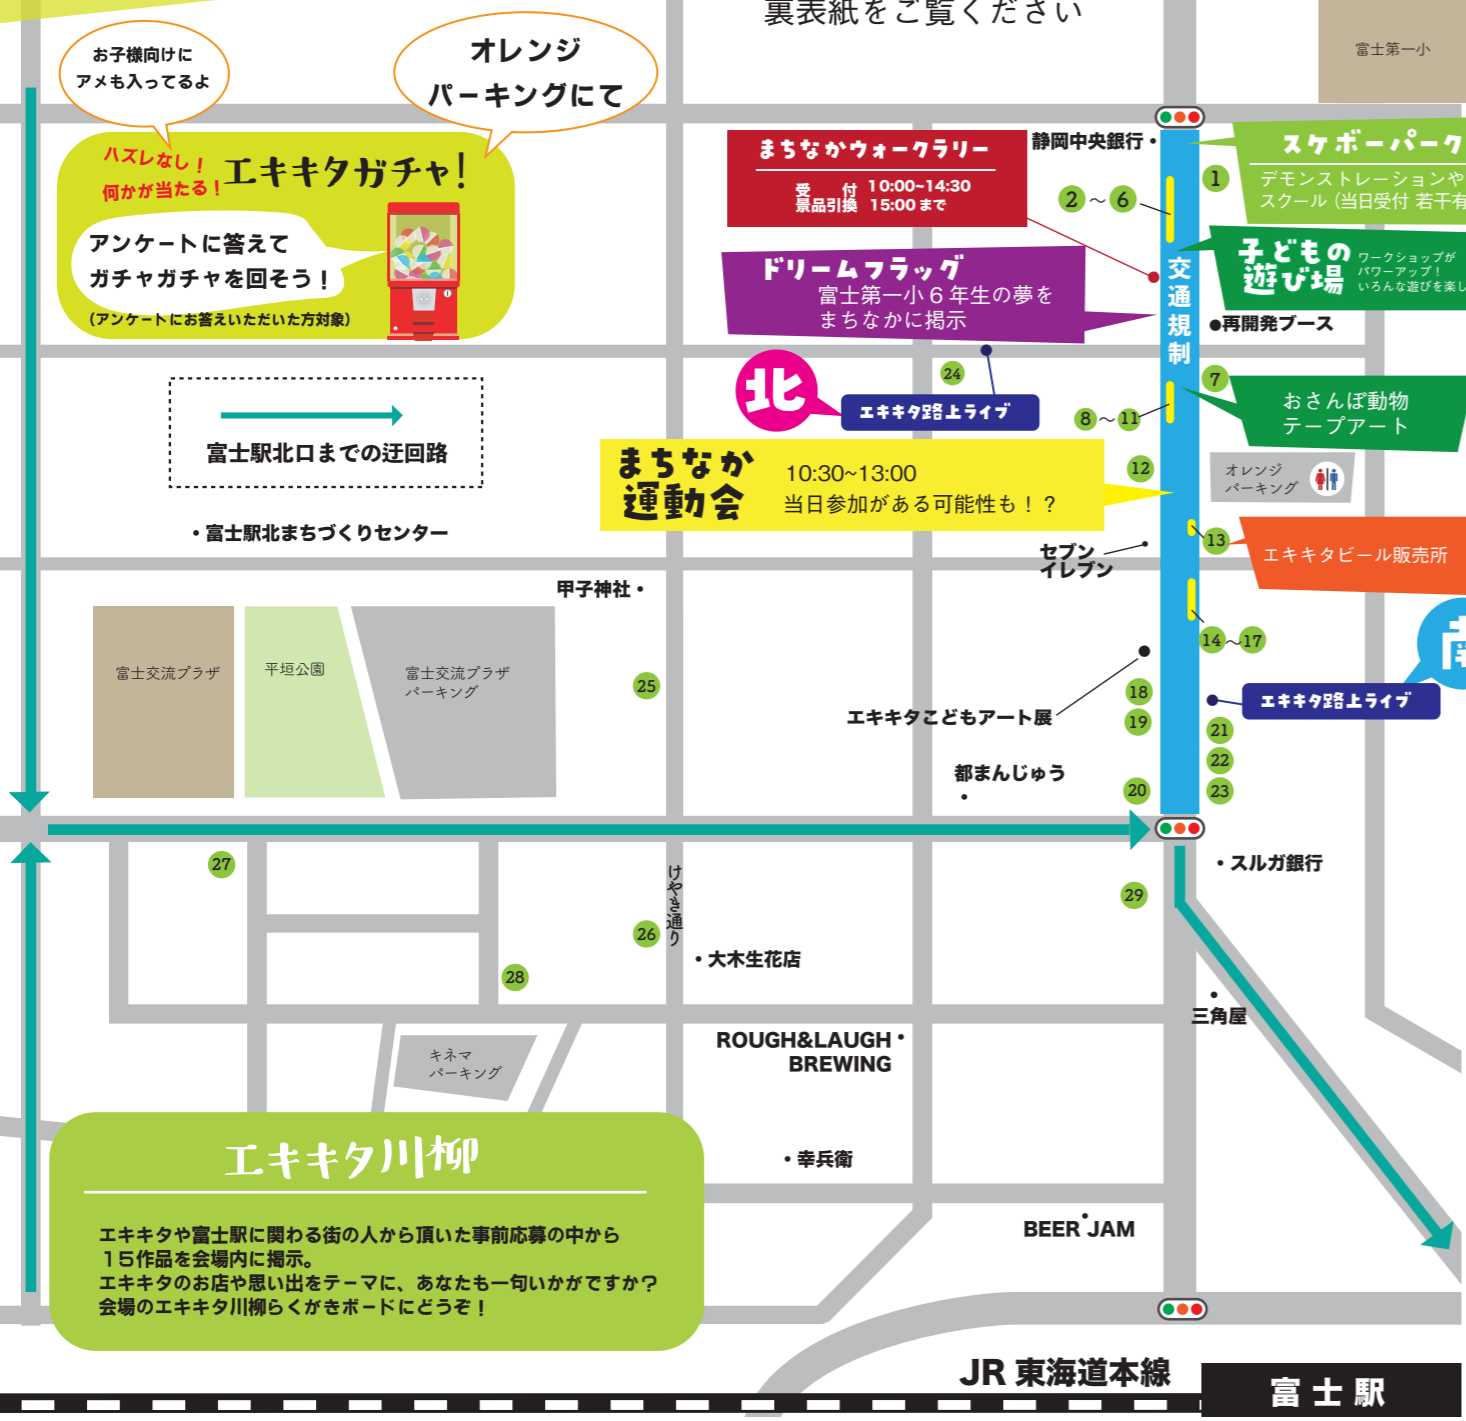 裏表紙をご覧ください
お子様向けに
アメも入ってるよ
オレンジ
パーキングにて
ハズレなし！
何かが当たる！
エキキタガチャ！
アンケートに答えて
ガチャガチャを回そう！
（アンケートにお答えいただいた方対象）
富士駅北口までの迂回路
・富士駅北まちづくりセンター
富士第一小
静岡中央銀行・
まちなかウォークラリー
受　付 10:00~14:30
景品引換 15:00 まで
スケボーパーク
デモンストレーションや
スクール（当日受付 若干有
1
2 ～ 6
子どもの
遊び場
ワークショップが
パワーアップ！
いろんな遊びを楽し
ドリームフラッグ
富士第一小６年生の夢を
まちなかに掲示
交通規制
●再開発ブース
北
24
エキキタ路上ライブ
7
8 ～ 11
おさんぽ動物
テープアート
まちなか
運動会
10:30~13:00
当日参加がある可能性も！？
12
オレンジ
パーキング
セブン
イレブン
13
エキキタビール販売所
甲子神社・
14～17
南
富士交流プラザ
平垣公園
富士交流プラザ
パーキング
25
18
エキキタ路上ライブ
エキキタこどもアート展
19
21
22
都まんじゅう
20
23
27
けやき通り
・スルガ銀行
29
26
・大木生花店
28
三角屋
ROUGH&LAUGH・
BREWING
キネマ
パーキング
・幸兵衛
BEER JAM
エキキタ川柳
エキキタや富士駅に関わる街の人から頂いた事前応募の中から
１５作品を会場内に掲示。
エキキタのお店や思い出をテーマに、あなたも一句いかがですか？
会場のエキキタ川柳らくがきボードにどうぞ！
JR 東海道本線
富士駅